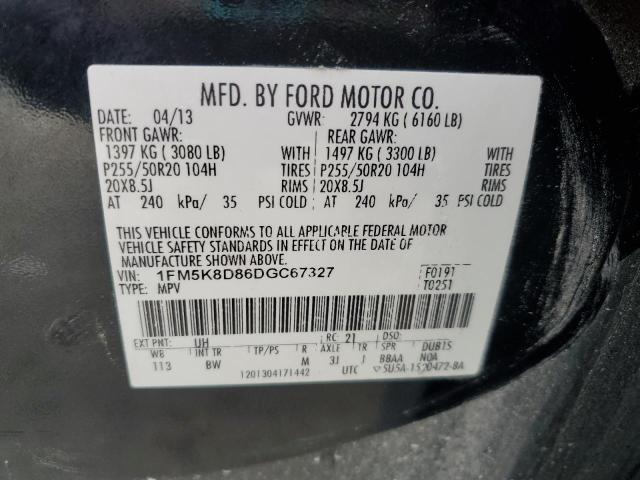 MFD. BY FORD MOTOR CO.
DATE: 04/13 GVWR: 2794 KG ( 6160 LB)
FRONT GAWR: REAR GAWR:
1397 KG ( 3080 LB) WITH 1497 KG ( 3300 LB) WITH
P255/50R20 104H TIRES P255/50R20 104H TIRES
20X8.5J RIMS 20X8.5J RIMS
AT 240 kPa/ 35 PSI COLD AT 240 kPa/ 35 PSI COLD
THIS VEHICLE CONFORMS TO ALL APPLICABLE FEDERAL MOTOR
VEHICLE SAFETY STANDARDS IN EFFECT ON THE DATE OF
MANUFACTURE SHOWN ABOVE.
VIN: 1FM5K8D86DGC67327 F0191
TYPE: MPV T0251
EXT PNT: UH RC: 21 DSO:
WB INT TR TP/PS R AXLE TR SPR DUB15
113 BW M 3J J BBAA NOA
1201304171442 UTC 5U5A-1520472-BA